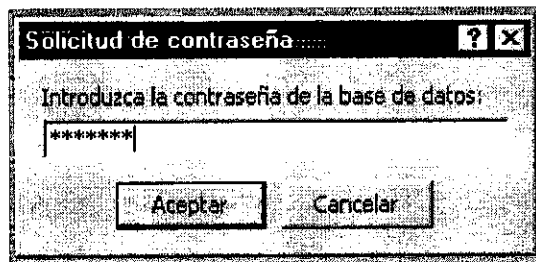 Solicitud de contraseña
Introduzca la contraseña de la base de datos:
*******
Aceptar Cancelar